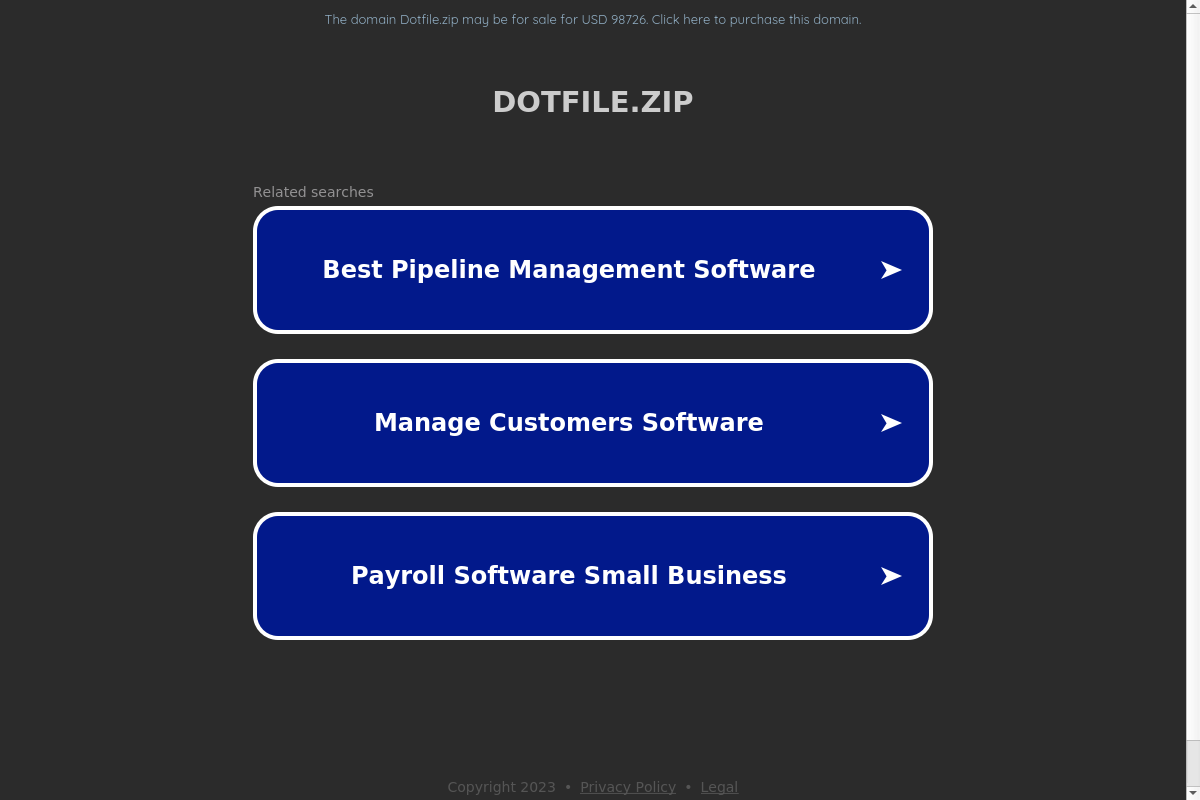 The domain Dotfile.zip may be for sale for USD 98726. Click here to purchase this domain.
DOTFILE.ZIP
Related searches
Best Pipeline Management Software
Manage Customers Software
Payroll Software Small Business
Copyright 2023 • Privacy Policy • Legal